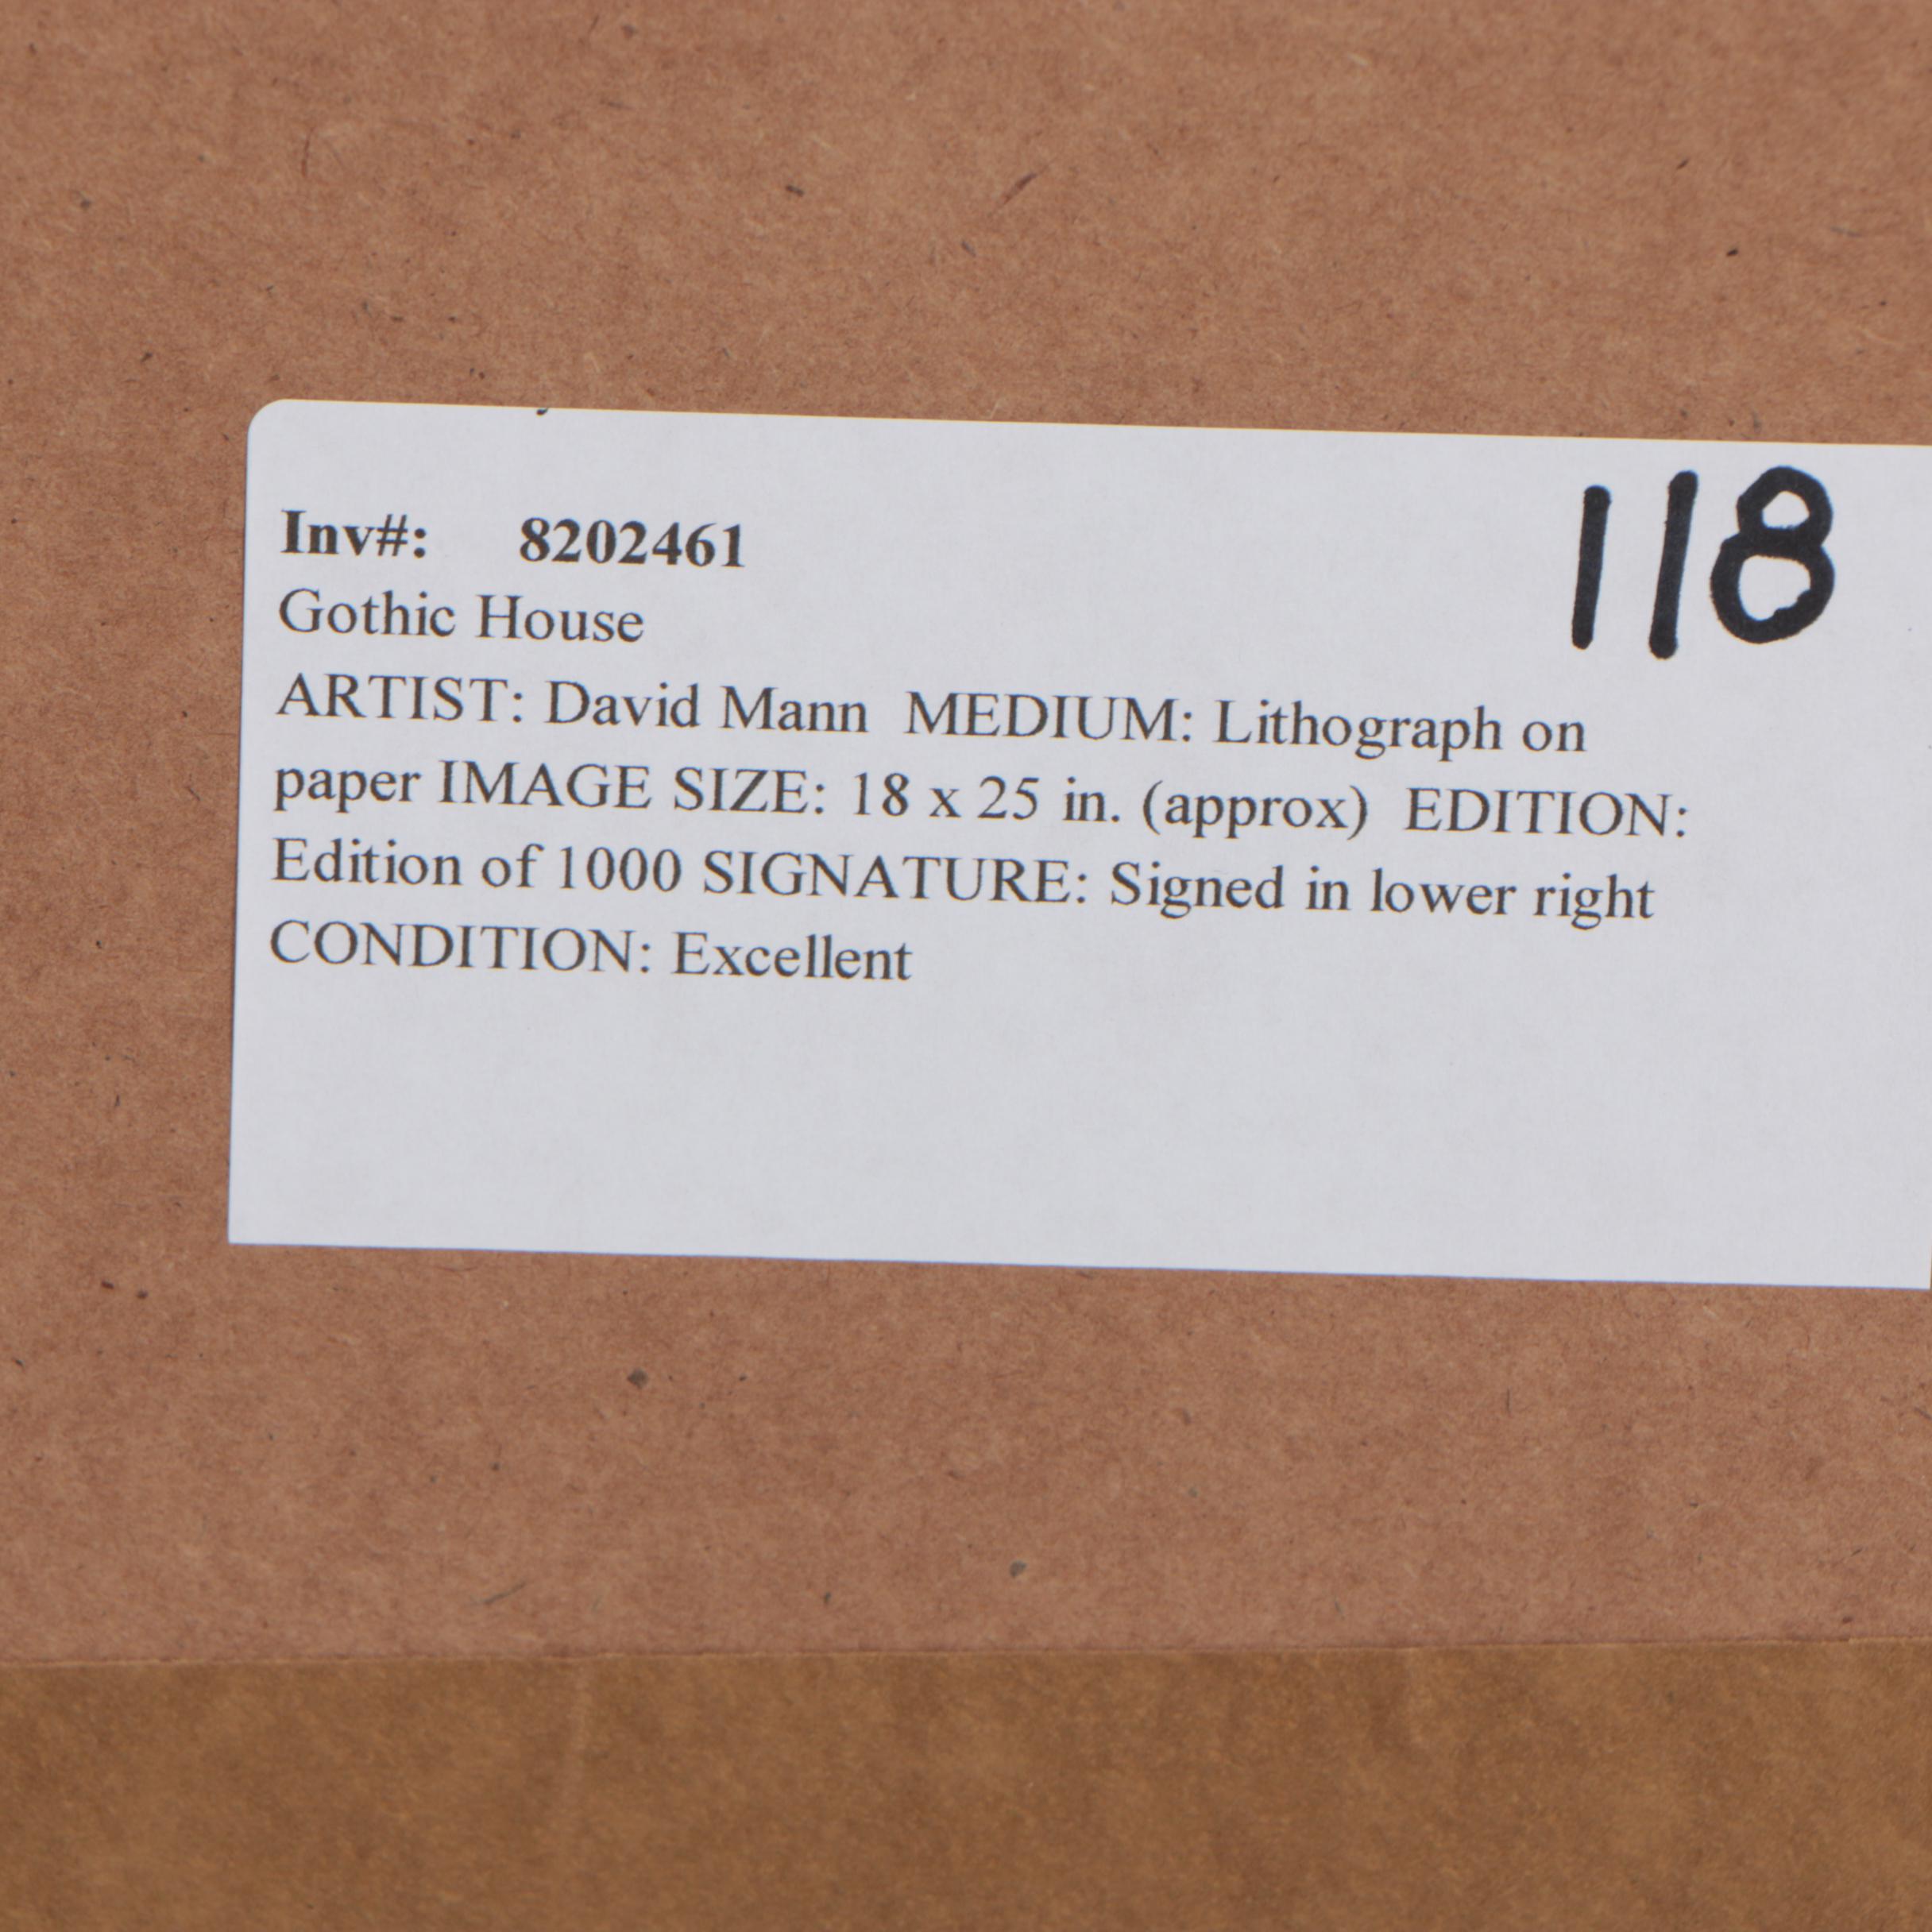 118
Inv#: 8202461
Gothic House
ARTIST: David Mann MEDIUM: Lithograph on
paper IMAGE SIZE: 18 x 25 in. (approx) EDITION:
Edition of 1000 SIGNATURE: Signed in lower right
CONDITION: Excellent